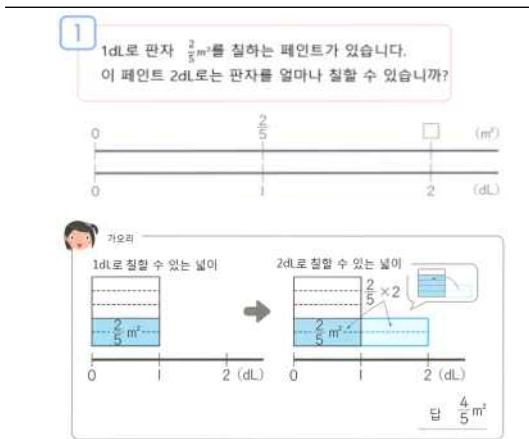 1
1dL로 판자 2/5 m²를 칠하는 페인트가 있습니다.
이 페인트 2dL로는 판자를 얼마나 칠할 수 있습니까?
0 2/5 □ (m²)
0 1 2 (dL)
가오리
1dL로 칠할 수 있는 넓이 2dL로 칠할 수 있는 넓이
2/5 ×2
2/5 m² 2/5 m²
0 1 2 (dL) 0 1 2 (dL)
답 4/5 m²